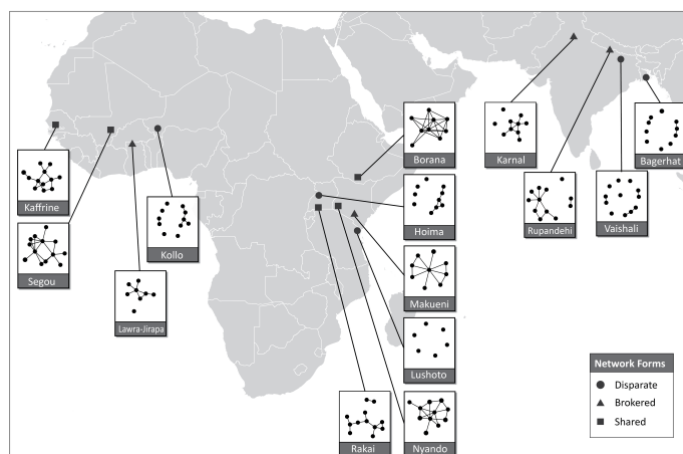 Borana
Karnal
Bagerhat
Kaffrine
Rupandehi
Vaishali
Kollo
Hoima
Segou
Makueni
Lawra-Jirapa
Lushoto
Rakai
Nyando
Network Forms
Disparate
Brokered
Shared